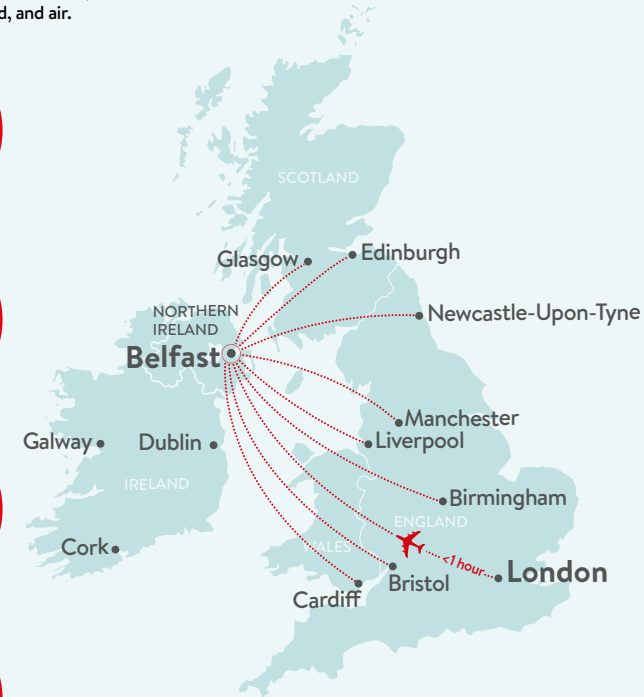 d, and air.
SCOTLAND
Glasgow
Edinburgh
NORTHERN
IRELAND
Newcastle-Upon-Tyne
Belfast
Manchester
Galway
Dublin
Liverpool
IRELAND
Birmingham
ENGLAND
Cork
WALES
<1 hour
London
Bristol
Cardiff